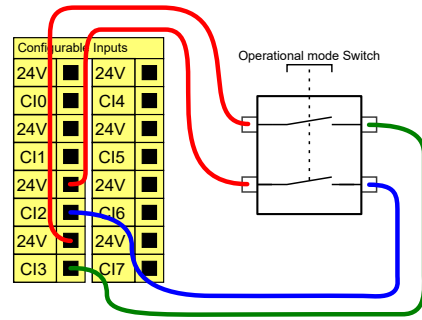 Configurable Inputs
24V 24V
CI0 CI4
24V 24V
CI1 CI5
24V 24V
CI2 CI6
24V 24V
CI3 CI7
Operational mode Switch